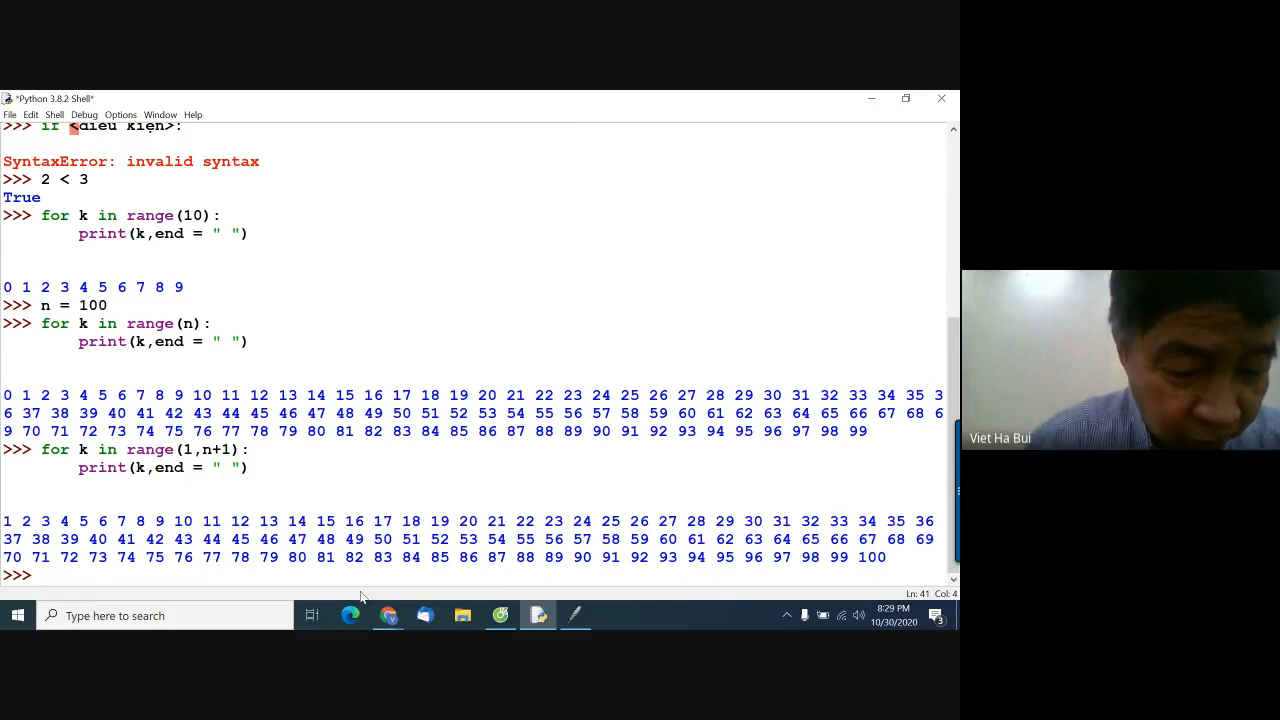 *Python 3.8.2 Shell*
File Edit Shell Debug Options Window Help
>>> if <điều kiện>:
SyntaxError: invalid syntax
>>> 2 < 3
True
>>> for k in range(10):
print(k,end = " ")
0 1 2 3 4 5 6 7 8 9
>>> n = 100
>>> for k in range(n):
print(k,end = " ")
0 1 2 3 4 5 6 7 8 9 10 11 12 13 14 15 16 17 18 19 20 21 22 23 24 25 26 27 28 29 30 31 32 33 34 35 3
6 37 38 39 40 41 42 43 44 45 46 47 48 49 50 51 52 53 54 55 56 57 58 59 60 61 62 63 64 65 66 67 68 6
9 70 71 72 73 74 75 76 77 78 79 80 81 82 83 84 85 86 87 88 89 90 91 92 93 94 95 96 97 98 99
>>> for k in range(1,n+1):
print(k,end = " ")
1 2 3 4 5 6 7 8 9 10 11 12 13 14 15 16 17 18 19 20 21 22 23 24 25 26 27 28 29 30 31 32 33 34 35 36
37 38 39 40 41 42 43 44 45 46 47 48 49 50 51 52 53 54 55 56 57 58 59 60 61 62 63 64 65 66 67 68 69
70 71 72 73 74 75 76 77 78 79 80 81 82 83 84 85 86 87 88 89 90 91 92 93 94 95 96 97 98 99 100
>>>
Ln: 41 Col: 4
Type here to search
8:29 PM
10/30/2020
3
Viet Ha Bui